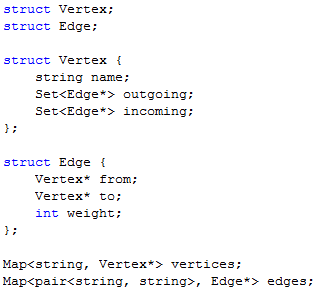 struct Vertex;
struct Edge;
struct Vertex {
    string name;
    Set<Edge*> outgoing;
    Set<Edge*> incoming;
};
struct Edge {
    Vertex* from;
    Vertex* to;
    int weight;
};
Map<string, Vertex*> vertices;
Map<pair<string, string>, Edge*> edges;